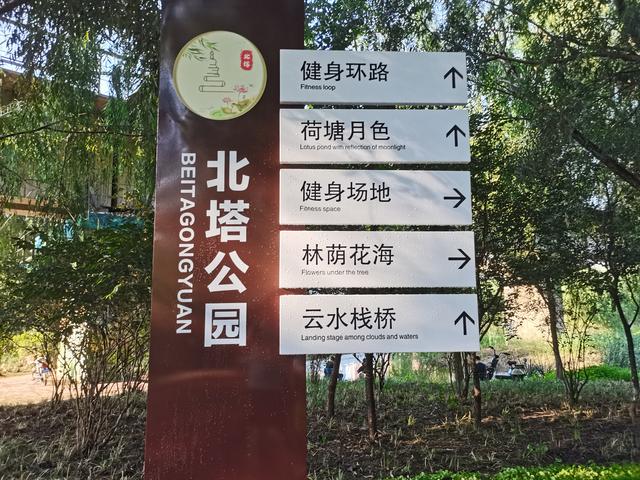 北塔
北塔公园
BEITAGONGYUAN
健身环路
Fitness loop
荷塘月色
Lotus pond with reflection of moonlight
健身场地
Fitness space
林荫花海
Flowers under the tree
云水栈桥
Landing stage among clouds and waters